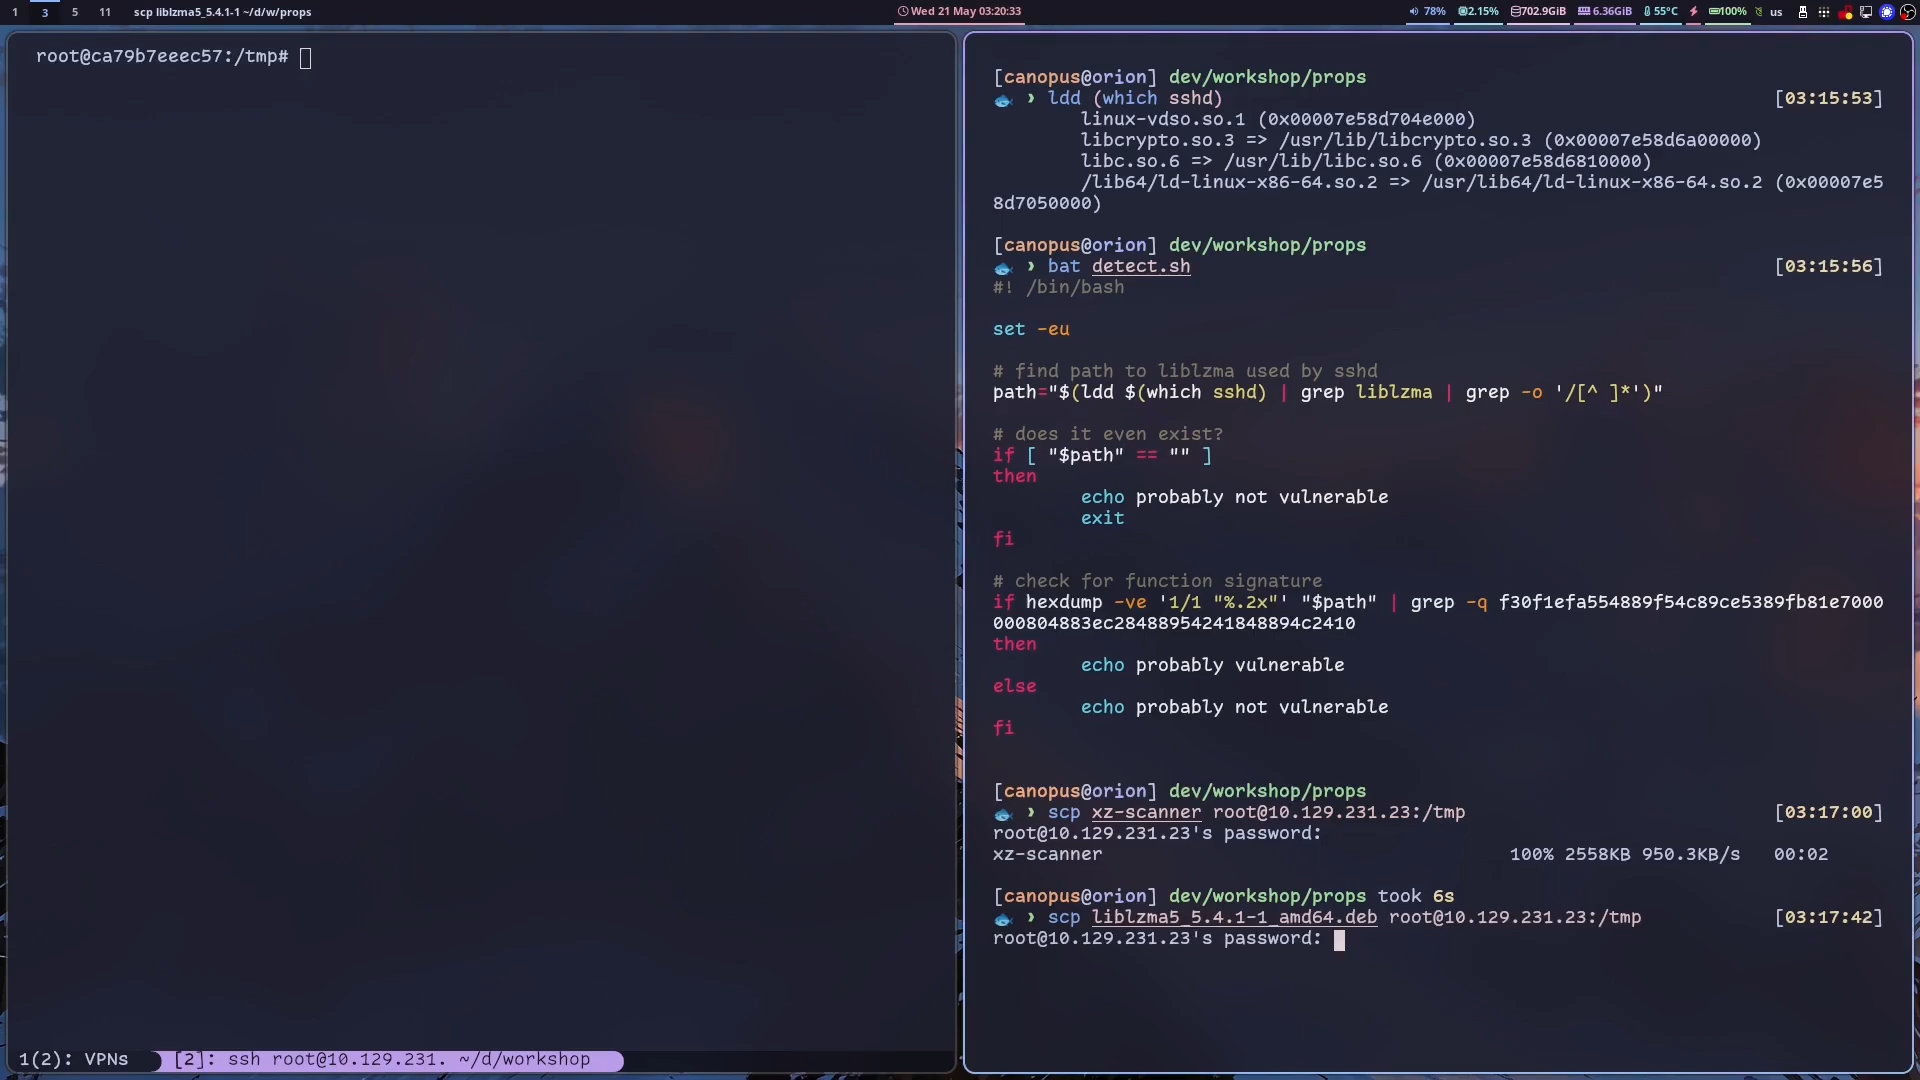 1 3 5 11 scp liblzma5_5.4.1-1 ~/d/w/props Wed 21 May 03:20:33 78% 2.15% 702.9GiB 6.36GiB 55°C 100% us
root@ca79b7eeec57:/tmp#
1(2): VPNs [2]: ssh root@10.129.231. ~/d/workshop
[canopus@orion] dev/workshop/props
› ldd (which sshd) [03:15:53]
linux-vdso.so.1 (0x00007e58d704e000)
libcrypto.so.3 => /usr/lib/libcrypto.so.3 (0x00007e58d6a00000)
libc.so.6 => /usr/lib/libc.so.6 (0x00007e58d6810000)
/lib64/ld-linux-x86-64.so.2 => /usr/lib64/ld-linux-x86-64.so.2 (0x00007e5
8d7050000)
[canopus@orion] dev/workshop/props
› bat detect.sh [03:15:56]
#! /bin/bash
set -eu
# find path to liblzma used by sshd
path="$(ldd $(which sshd) | grep liblzma | grep -o '/[^ ]*')"
# does it even exist?
if [ "$path" == "" ]
then
echo probably not vulnerable
exit
fi
# check for function signature
if hexdump -ve '1/1 "%.2x"' "$path" | grep -q f30f1efa554889f54c89ce5389fb81e7000
000804883ec28488954241848894c2410
then
echo probably vulnerable
else
echo probably not vulnerable
fi
[canopus@orion] dev/workshop/props
› scp xz-scanner root@10.129.231.23:/tmp [03:17:00]
root@10.129.231.23's password:
xz-scanner 100% 2558KB 950.3KB/s 00:02
[canopus@orion] dev/workshop/props took 6s
› scp liblzma5_5.4.1-1_amd64.deb root@10.129.231.23:/tmp [03:17:42]
root@10.129.231.23's password: